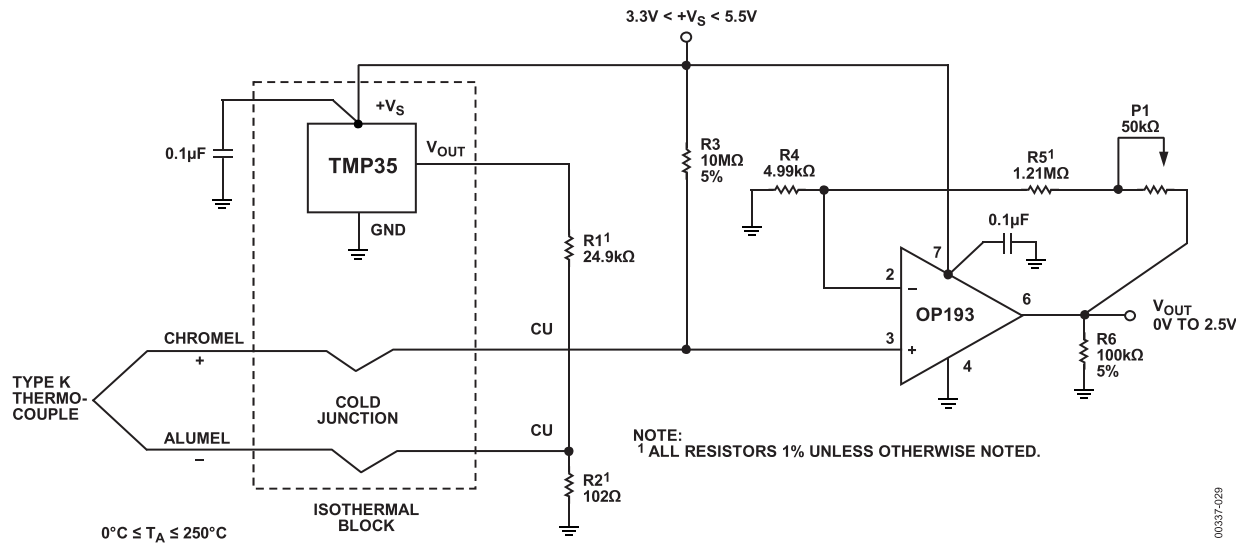 3.3V < +VS < 5.5V
+VS
0.1µF
TMP35
VOUT
GND
R1¹
24.9kΩ
R3
10MΩ
5%
R4
4.99kΩ
R5¹
1.21MΩ
P1
50kΩ
0.1µF
7
2
−
OP193
6
3
+
4
VOUT
0V TO 2.5V
R6
100kΩ
5%
CHROMEL
+
CU
TYPE K
THERMO-
COUPLE
COLD
JUNCTION
ALUMEL
−
CU
R2¹
102Ω
NOTE:
¹ ALL RESISTORS 1% UNLESS OTHERWISE NOTED.
ISOTHERMAL
BLOCK
0°C ≤ TA ≤ 250°C
00337-029